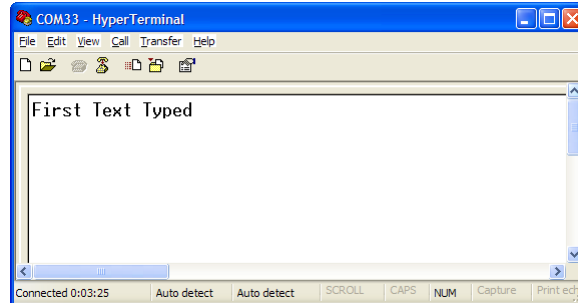 COM33 - HyperTerminal
File Edit View Call Transfer Help
First Text Typed
Connected 0:03:25 Auto detect Auto detect SCROLL CAPS NUM Capture Print ech